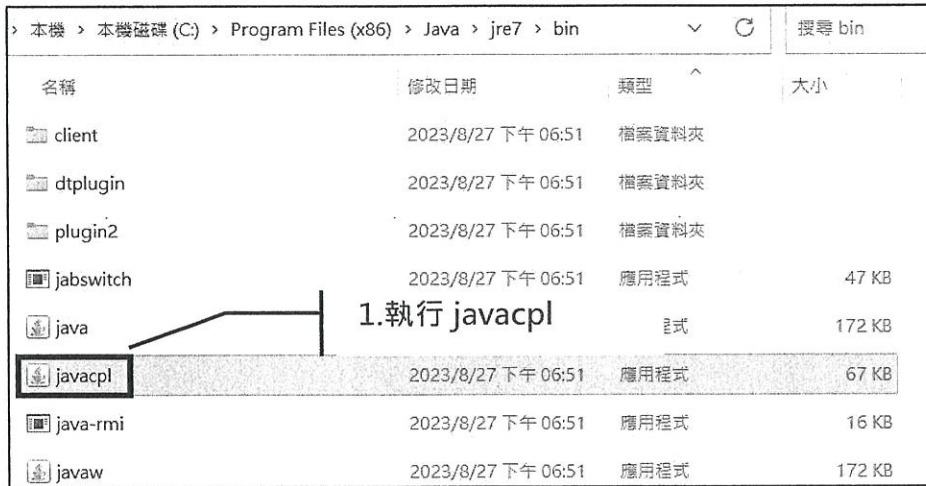 › 本機 › 本機磁碟 (C:) › Program Files (x86) › Java › jre7 › bin 搜尋 bin
名稱 修改日期 類型 大小
client 2023/8/27 下午 06:51 檔案資料夾
dtplugin 2023/8/27 下午 06:51 檔案資料夾
plugin2 2023/8/27 下午 06:51 檔案資料夾
jabswitch 2023/8/27 下午 06:51 應用程式 47 KB
java 1.執行 javacpl 程式 172 KB
javacpl 2023/8/27 下午 06:51 應用程式 67 KB
java-rmi 2023/8/27 下午 06:51 應用程式 16 KB
javaw 2023/8/27 下午 06:51 應用程式 172 KB